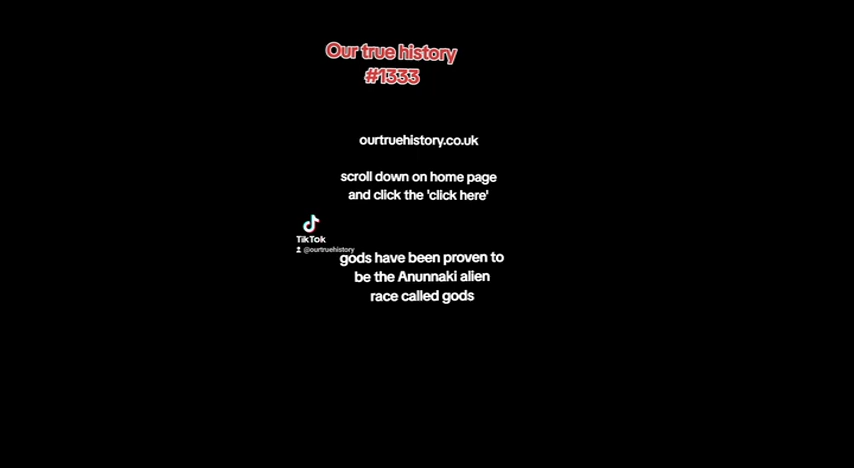 Our true history
#1333
ourtruehistory.co.uk
scroll down on home page
and click the 'click here'
TikTok
@ourtruehistory
gods have been proven to
be the Anunnaki alien
race called gods